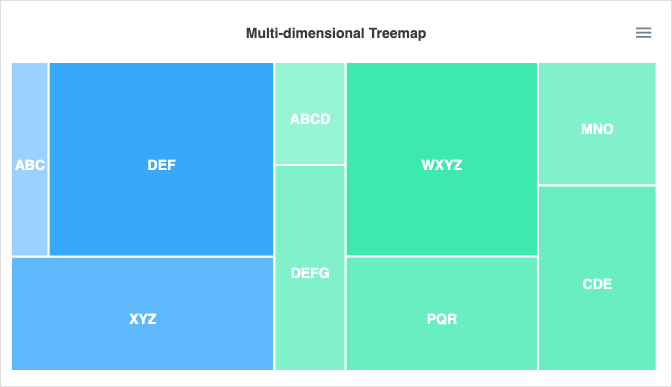 Multi-dimensional Treemap
ABC
DEF
XYZ
ABCD
DEFG
WXYZ
PQR
MNO
CDE